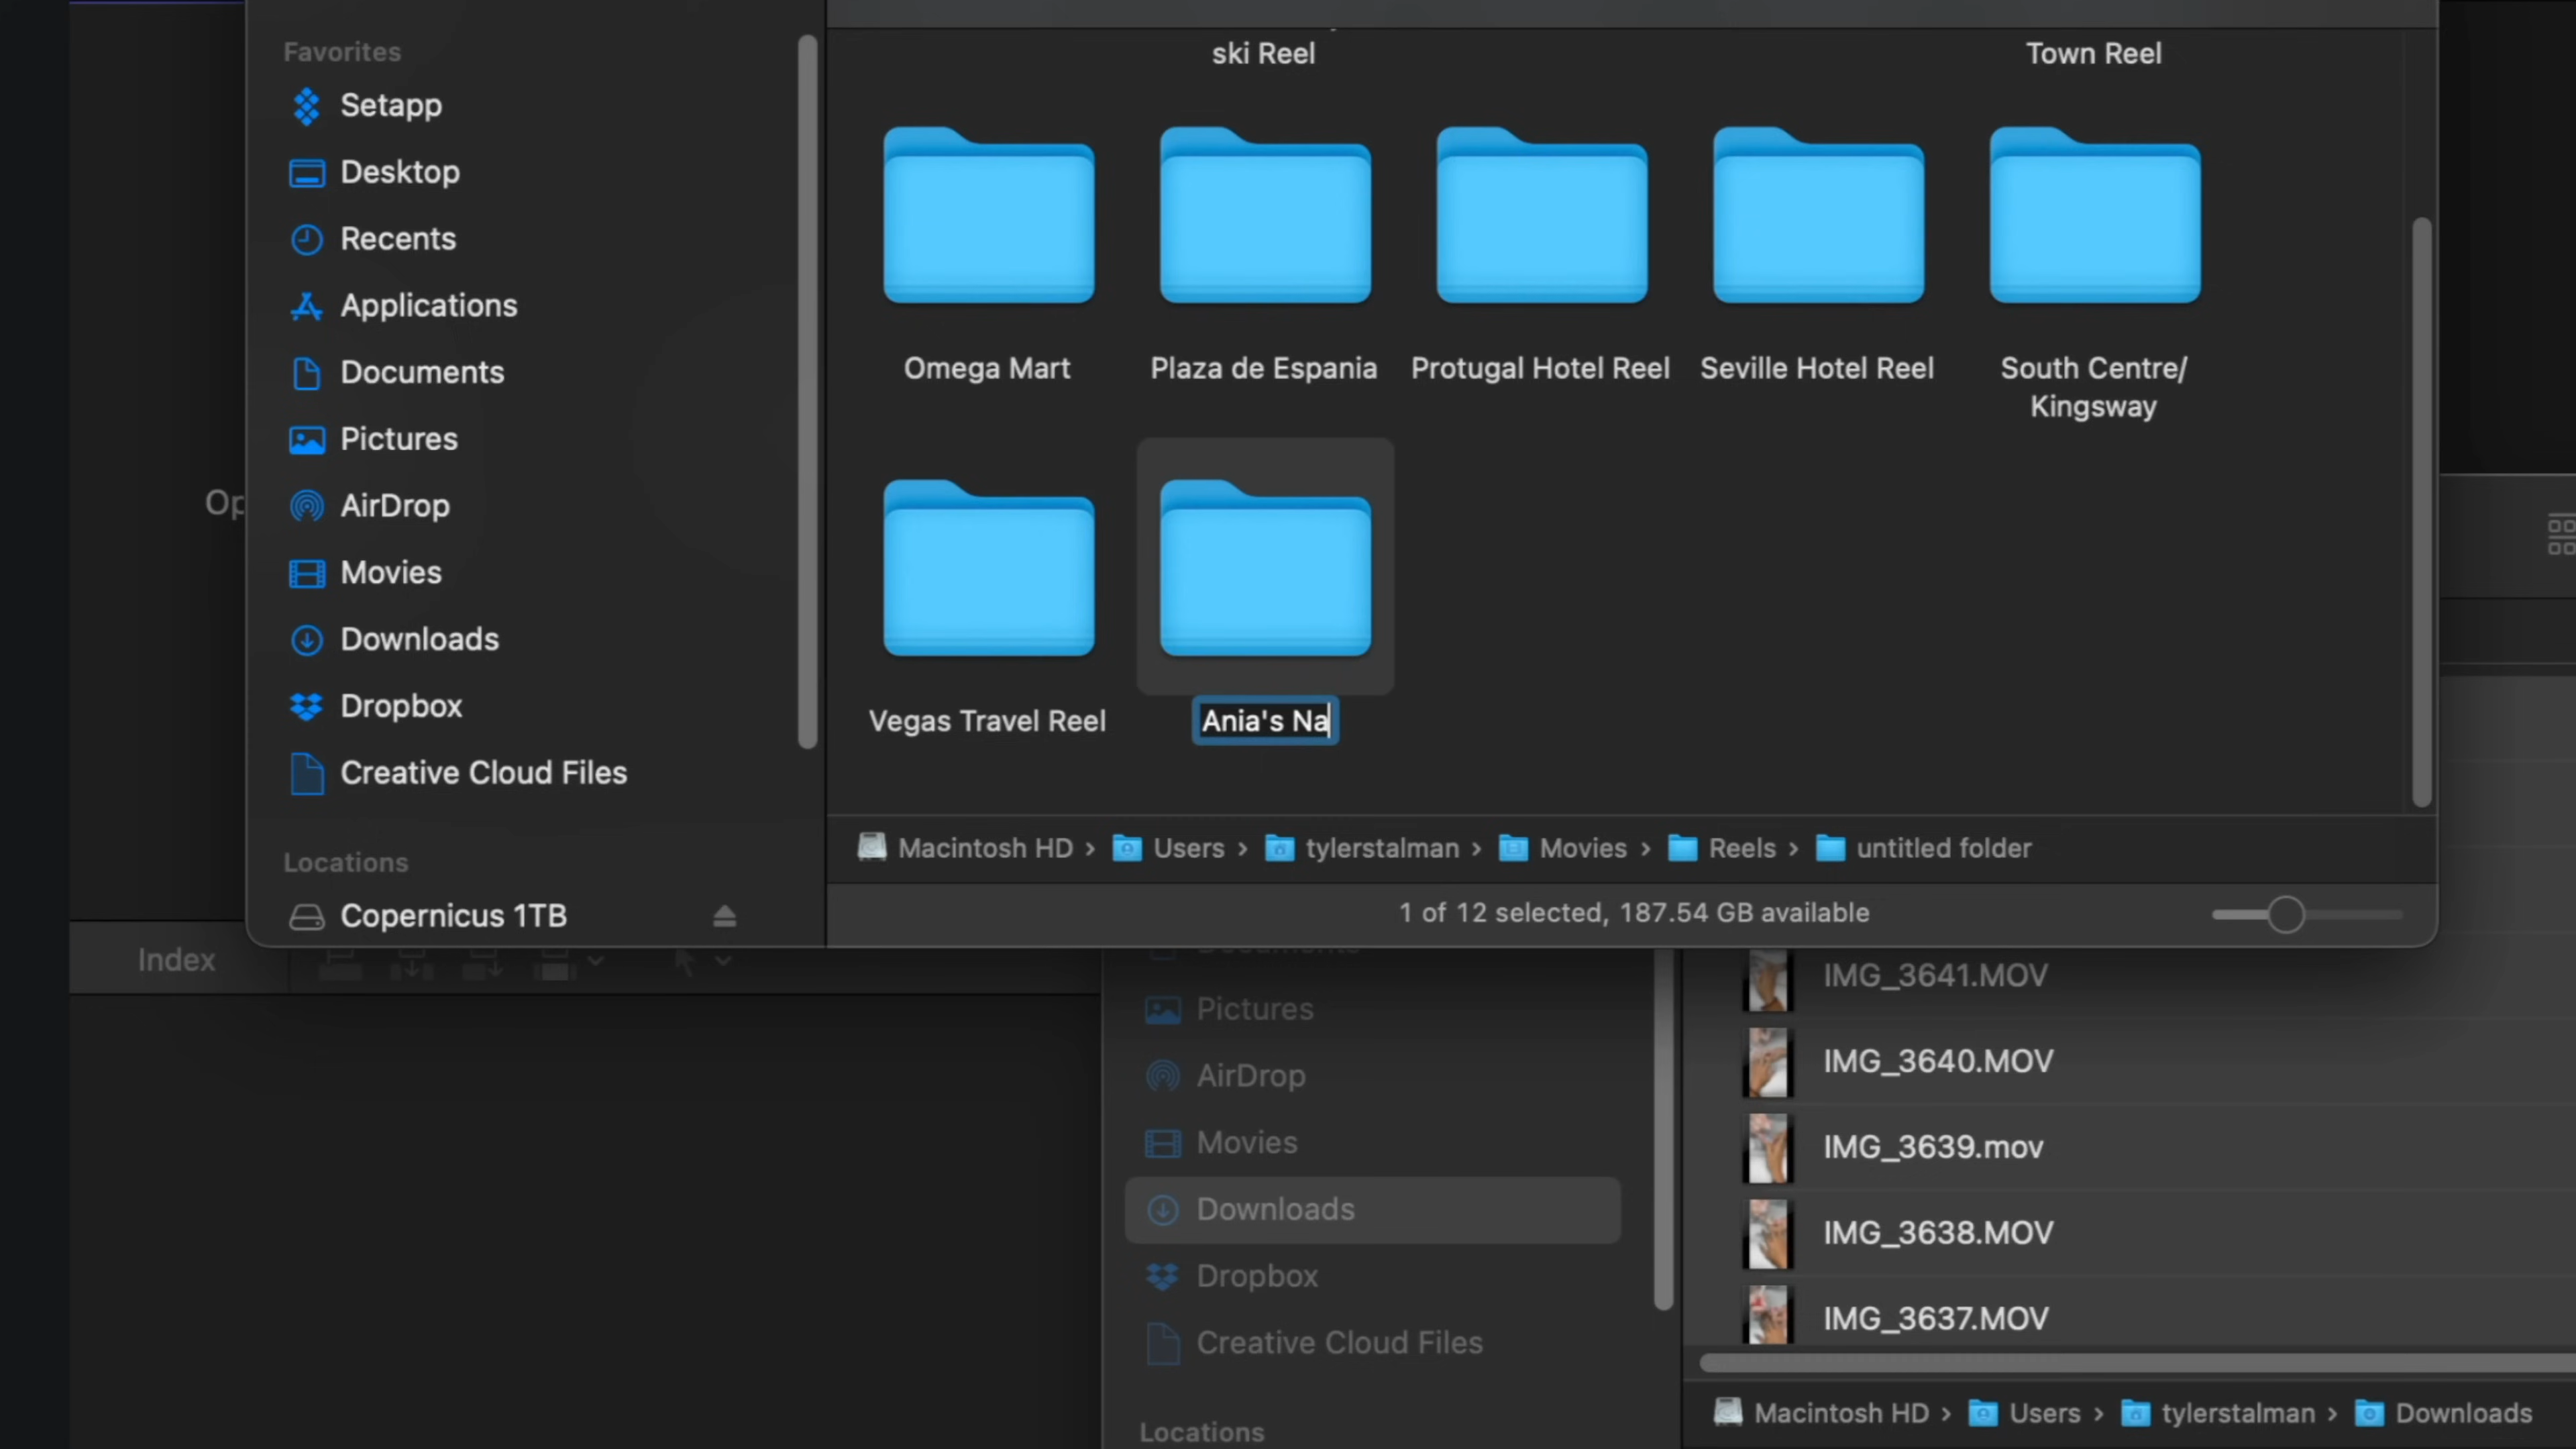 Favorites
Setapp
Desktop
Recents
Applications
Documents
Pictures
AirDrop
Movies
Downloads
Dropbox
Creative Cloud Files
Locations
Copernicus 1TB
ski Reel
Town Reel
Omega Mart
Plaza de Espania
Protugal Hotel Reel
Seville Hotel Reel
South Centre/
Kingsway
Vegas Travel Reel
Ania's Na
Macintosh HD › Users › tylerstalman › Movies › Reels › untitled folder
1 of 12 selected, 187.54 GB available
Op
Index
Documents
Pictures
AirDrop
Movies
Downloads
Dropbox
Creative Cloud Files
Locations
IMG_3641.MOV
IMG_3640.MOV
IMG_3639.mov
IMG_3638.MOV
IMG_3637.MOV
Macintosh HD › Users › tylerstalman › Downloads